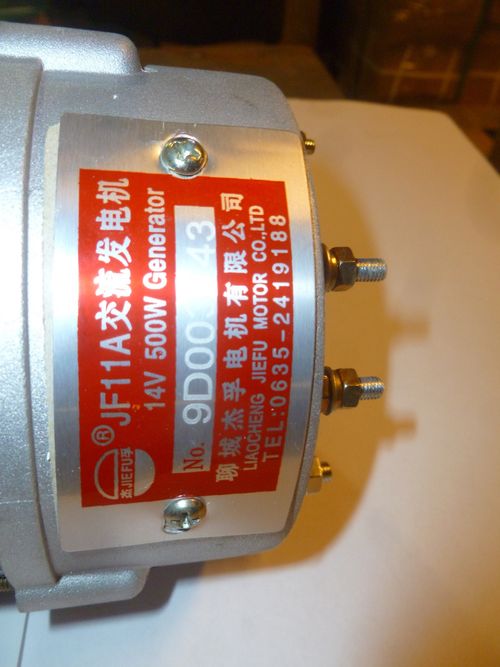 ®
杰JIEFU孚
JF11A交流发电机
14V 500W Generator
No. 9D00 43
聊城杰孚电机有限公司
LIAOCHENG JIEFU MOTOR CO.,LTD
TEL:0635-2419188